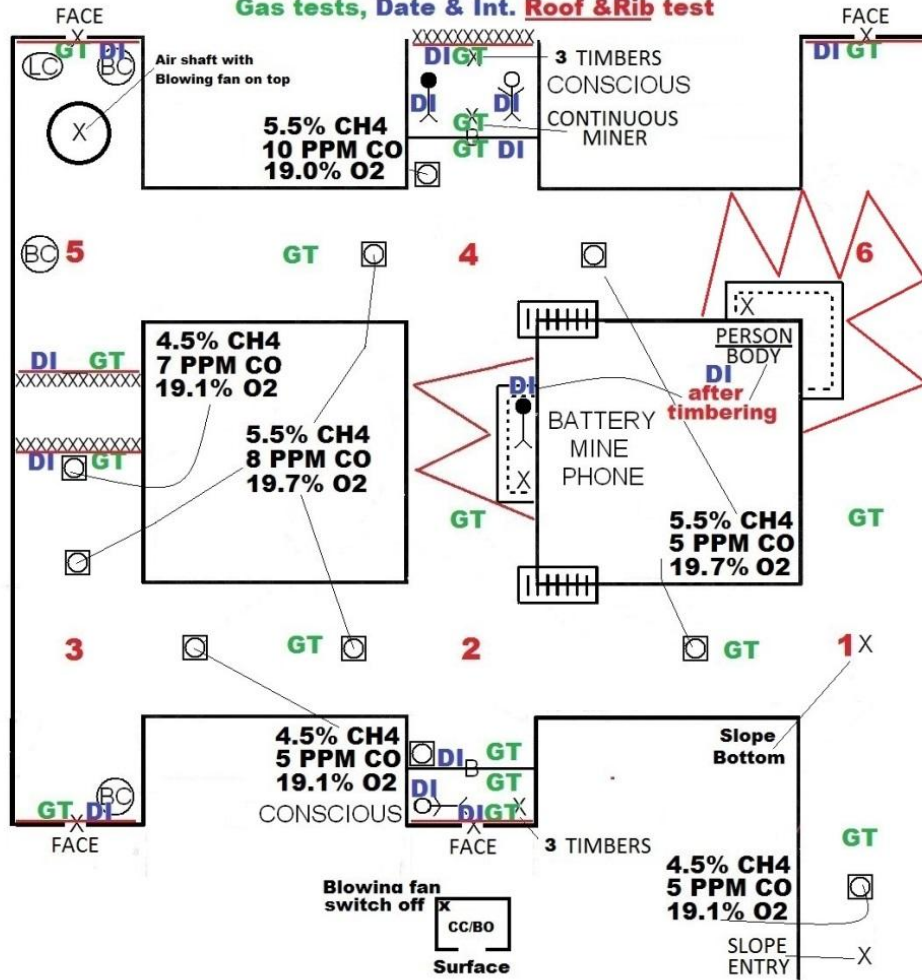 Gas tests, Date & Int. Roof &Rib test
FACE
X
GT DI
LC
BC
Air shaft with
Blowing fan on top
X
XXXXXXXXXXX
DIGT
X
3 TIMBERS
CONSCIOUS
DI
DI
X
GT
CONTINUOUS
MINER
B
GT DI
FACE
X
DI GT
5.5% CH4
10 PPM CO
19.0% O2
BC
5
GT
4
6
X
PERSON
BODY
DI
after
timbering
DI GT
XXXXXXXXXXX
XXXXXXXXXXX
DI GT
4.5% CH4
7 PPM CO
19.1% O2
5.5% CH4
8 PPM CO
19.7% O2
DI
X
BATTERY
MINE
PHONE
GT
5.5% CH4
5 PPM CO
19.7% O2
GT
3
GT
2
GT
1
X
Slope
Bottom
4.5% CH4
5 PPM CO
19.1% O2
CONSCIOUS
DI
GT
B
GT
DI
X
DIGT
X
FACE
3 TIMBERS
BC
GT DI
X
FACE
GT
4.5% CH4
5 PPM CO
19.1% O2
Blowing fan
switch off
x
CC/BO
Surface
SLOPE
ENTRY
X